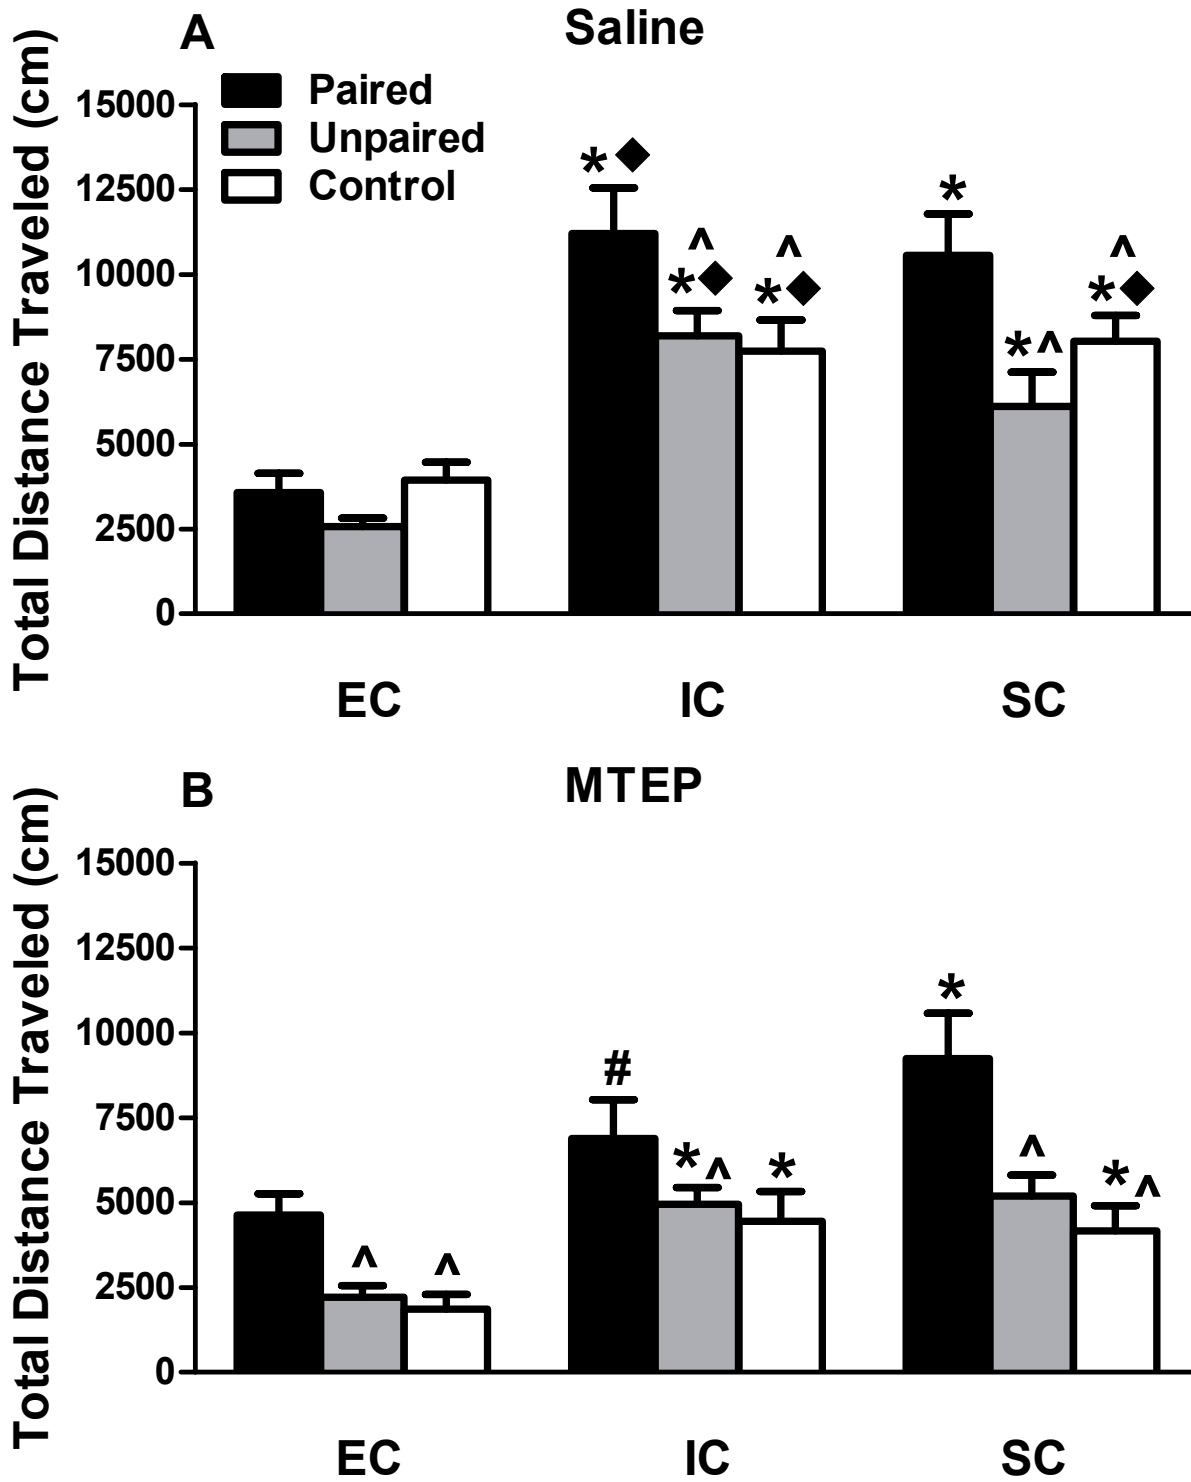 A
Saline
Total Distance Traveled (cm)
Paired
Unpaired
Control
15000
12500
10000
7500
5000
2500
0
* ◆
^
*◆
^
*◆
*
*^
^
*◆
EC IC SC
B
MTEP
Total Distance Traveled (cm)
15000
12500
10000
7500
5000
2500
0
^
^
#
*^
*
*
^
*^
EC IC SC